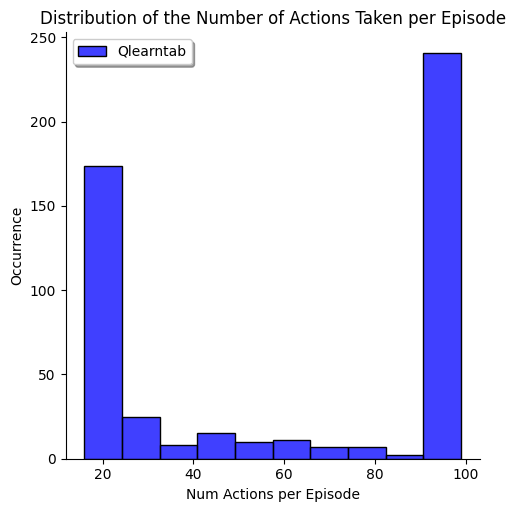 Distribution of the Number of Actions Taken per Episode
Qlearntab
250
200
150
100
50
0
Occurrence
20 40 60 80 100
Num Actions per Episode